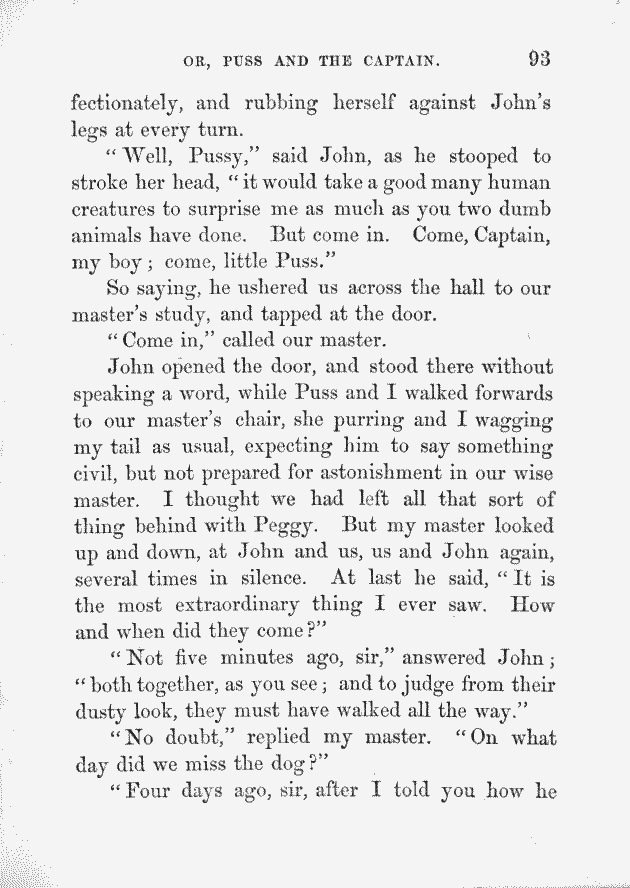 OR, PUSS AND THE CAPTAIN. 93
fectionately, and rubbing herself against John's
legs at every turn.
"Well, Pussy," said John, as he stooped to
stroke her head, "it would take a good many human
creatures to surprise me as much as you two dumb
animals have done. But come in. Come, Captain,
my boy; come, little Puss."
So saying, he ushered us across the hall to our
master's study, and tapped at the door.
"Come in," called our master.
John opened the door, and stood there without
speaking a word, while Puss and I walked forwards
to our master's chair, she purring and I wagging
my tail as usual, expecting him to say something
civil, but not prepared for astonishment in our wise
master. I thought we had left all that sort of
thing behind with Peggy. But my master looked
up and down, at John and us, us and John again,
several times in silence. At last he said, "It is
the most extraordinary thing I ever saw. How
and when did they come?"
"Not five minutes ago, sir," answered John;
"both together, as you see; and to judge from their
dusty look, they must have walked all the way."
"No doubt," replied my master. "On what
day did we miss the dog?"
"Four days ago, sir, after I told you how he